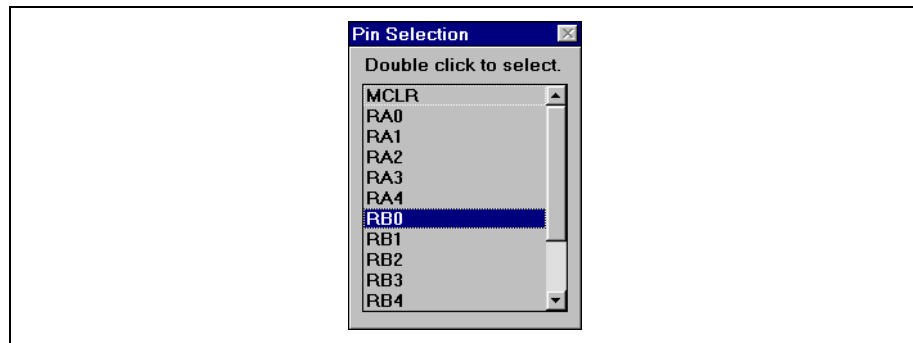 Pin Selection
Double click to select.
MCLR
RA0
RA1
RA2
RA3
RA4
RB0
RB1
RB2
RB3
RB4